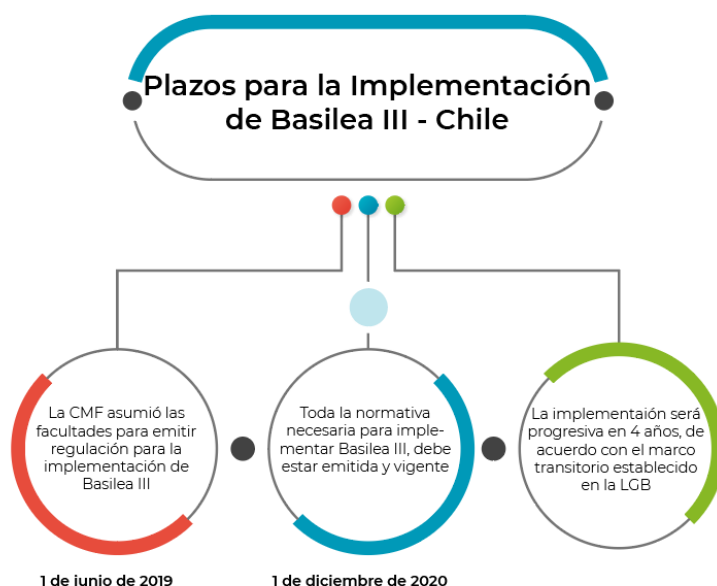 Plazos para la Implementación
de Basilea III - Chile
La CMF asumió las
facultades para emitir
regulación para la
implementación de
Basilea III
Toda la normativa
necesaria para imple-
mentar Basilea III, debe
estar emitida y vigente
La implementaión será
progresiva en 4 años, de
acuerdo con el marco
transitorio establecido
en la LGB
1 de junio de 2019
1 de diciembre de 2020